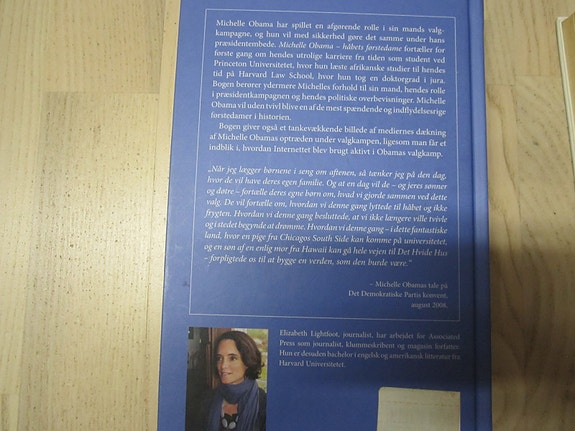 Michelle Obama har spillet en afgørende rolle i sin mands valg-
kampagne, og hun vil med sikkerhed gøre det samme under hans
præsidentembede. Michelle Obama – håbets førstedame fortæller for
første gang om hendes utrolige karriere fra tiden som student ved
Princeton Universitetet, hvor hun læste afrikanske studier til hendes
tid på Harvard Law School, hvor hun tog en doktorgrad i jura.
Bogen berører ydermere Michelles forhold til sin mand, hendes rolle
i præsidentkampagnen og hendes politiske overbevisninger. Michelle
Obama vil uden tvivl blive en af de mest spændende og indflydelsesrige
førstedamer i historien.
Bogen giver også et tankevækkende billede af mediernes dækning
af Michelle Obamas optræden under valgkampen, ligesom man får et
indblik i, hvordan Internettet blev brugt aktivt i Obamas valgkamp.
„Når jeg lægger børnene i seng om aftenen, så tænker jeg på den dag,
hvor de vil have deres egen familie. Og at en dag vil de – og jeres sønner
og døtre – fortælle deres egne børn om, hvad vi gjorde sammen ved dette
valg. De vil fortælle om, hvordan vi denne gang lyttede til håbet og ikke
frygten. Hvordan vi denne gang besluttede, at vi ikke længere ville tvivle
og i stedet begynde at drømme. Hvordan vi denne gang – i dette fantastiske
land, hvor en pige fra Chicagos South Side kan komme på universitetet,
og en søn af en enlig mor fra Hawaii kan gå hele vejen til Det Hvide Hus
– forpligtede os til at bygge en verden, som den burde være.”
– Michelle Obamas tale på
Det Demokratiske Partis konvent,
august 2008.
Elizabeth Lightfoot, journalist, har arbejdet for Associated
Press som journalist, klummeskribent og magasin forfatter.
Hun er desuden bachelor i engelsk og amerikansk litteratur fra
Harvard Universitetet.